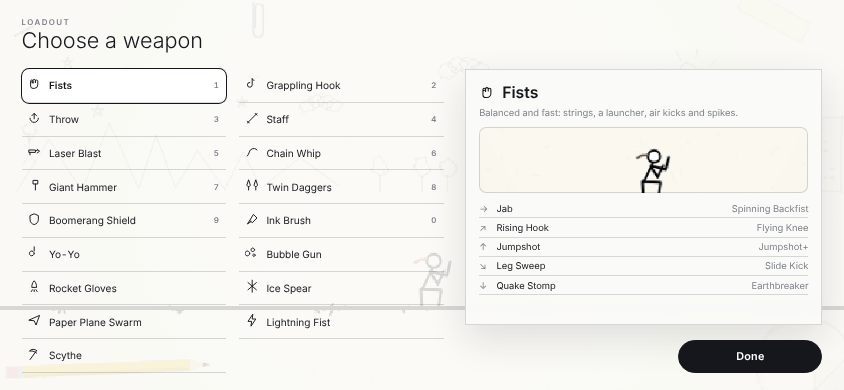 LOADOUT
Choose a weapon
Fists 1
Grappling Hook 2
Throw 3
Staff 4
Laser Blast 5
Chain Whip 6
Giant Hammer 7
Twin Daggers 8
Boomerang Shield 9
Ink Brush 0
Yo-Yo
Bubble Gun
Rocket Gloves
Ice Spear
Paper Plane Swarm
Lightning Fist
Scythe
Fists
Balanced and fast: strings, a launcher, air kicks and spikes.
→ Jab Spinning Backfist
↗ Rising Hook Flying Knee
↑ Jumpshot Jumpshot+
↘ Leg Sweep Slide Kick
↓ Quake Stomp Earthbreaker
Done